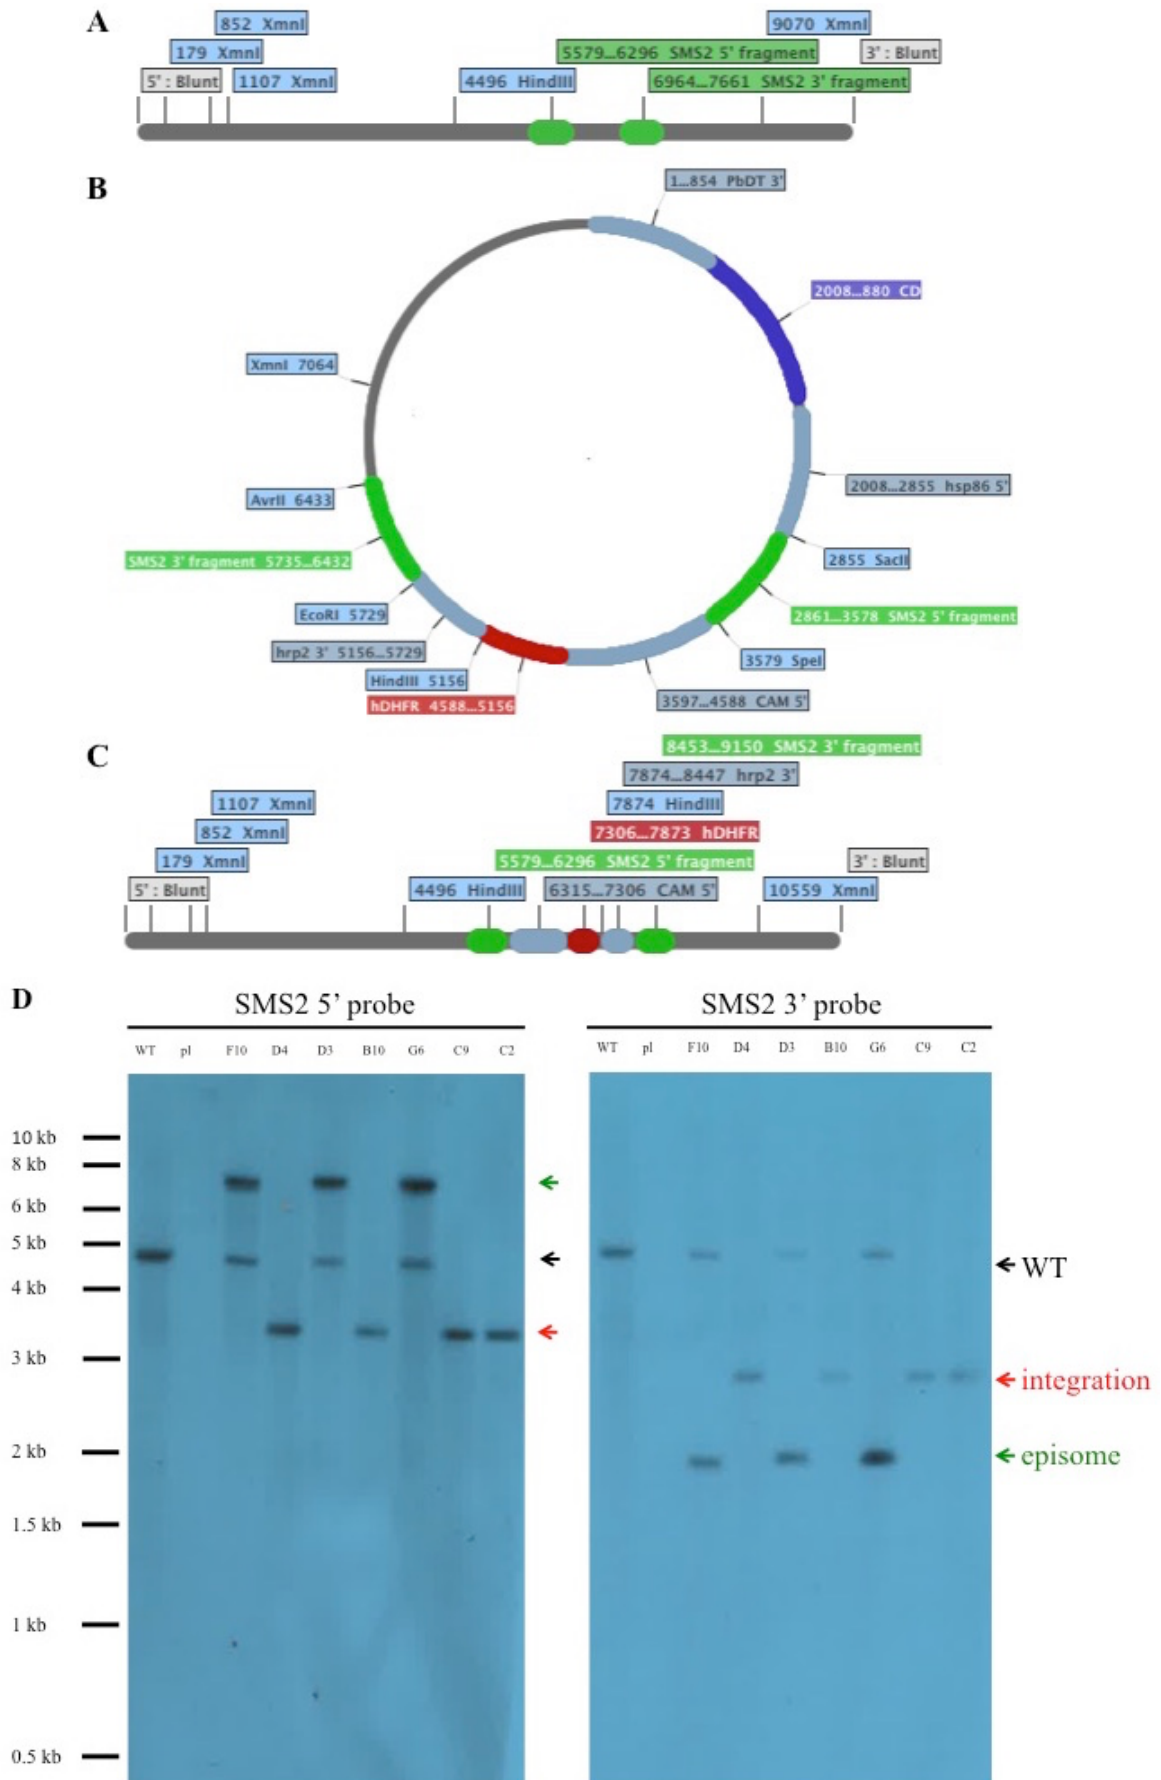 A
852 XmnI
9070 XmnI
179 XmnI
5579...6296 SMS2 5' fragment
3' : Blunt
5' : Blunt
1107 XmnI
4496 HindIII
6964...7661 SMS2 3' fragment
B
1...854 PbDT 3'
2008...880 CD
XmnI 7064
2008...2855 hsp86 5'
AvrII 6433
2855 SacII
SMS2 3' fragment 5735...6432
EcoRI 5729
2861...3578 SMS2 5' fragment
hrp2 3' 5156...5729
3579 SpeI
HindIII 5156
hDHFR 4588...5156
3597...4588 CAM 5'
C
8453...9150 SMS2 3' fragment
7874...8447 hrp2 3'
1107 XmnI
7874 HindIII
852 XmnI
7306...7873 hDHFR
179 XmnI
5579...6296 SMS2 5' fragment
3' : Blunt
5' : Blunt
4496 HindIII
6315...7306 CAM 5'
10559 XmnI
D
SMS2 5’ probe
SMS2 3’ probe
WT pl F10 D4 D3 B10 G6 C9 C2
WT pl F10 D4 D3 B10 G6 C9 C2
10 kb
8 kb
6 kb
5 kb
4 kb
3 kb
2 kb
1.5 kb
1 kb
0.5 kb
WT
integration
episome